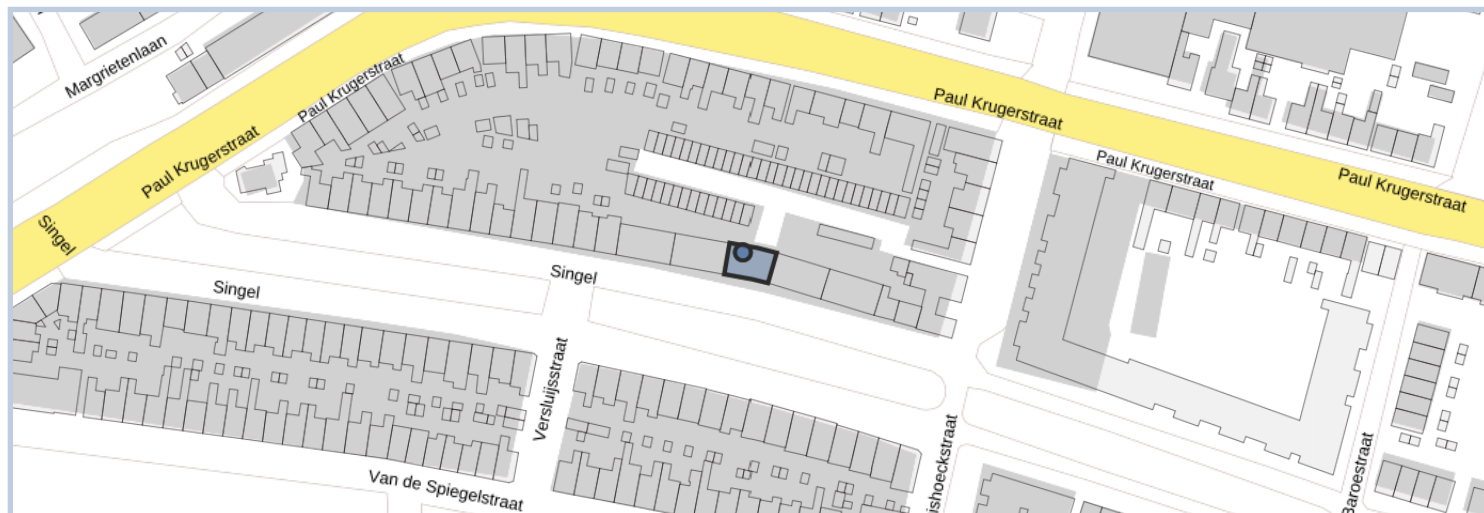 Margrietenlaan
Paul Krugerstraat
Paul Krugerstraat
Paul Krugerstraat
Paul Krugerstraat
Paul Krugerstraat
Singel
Singel
Singel
Versluijsstraat
Van de Spiegelstraat
ishoeckstraat
Baroestraat